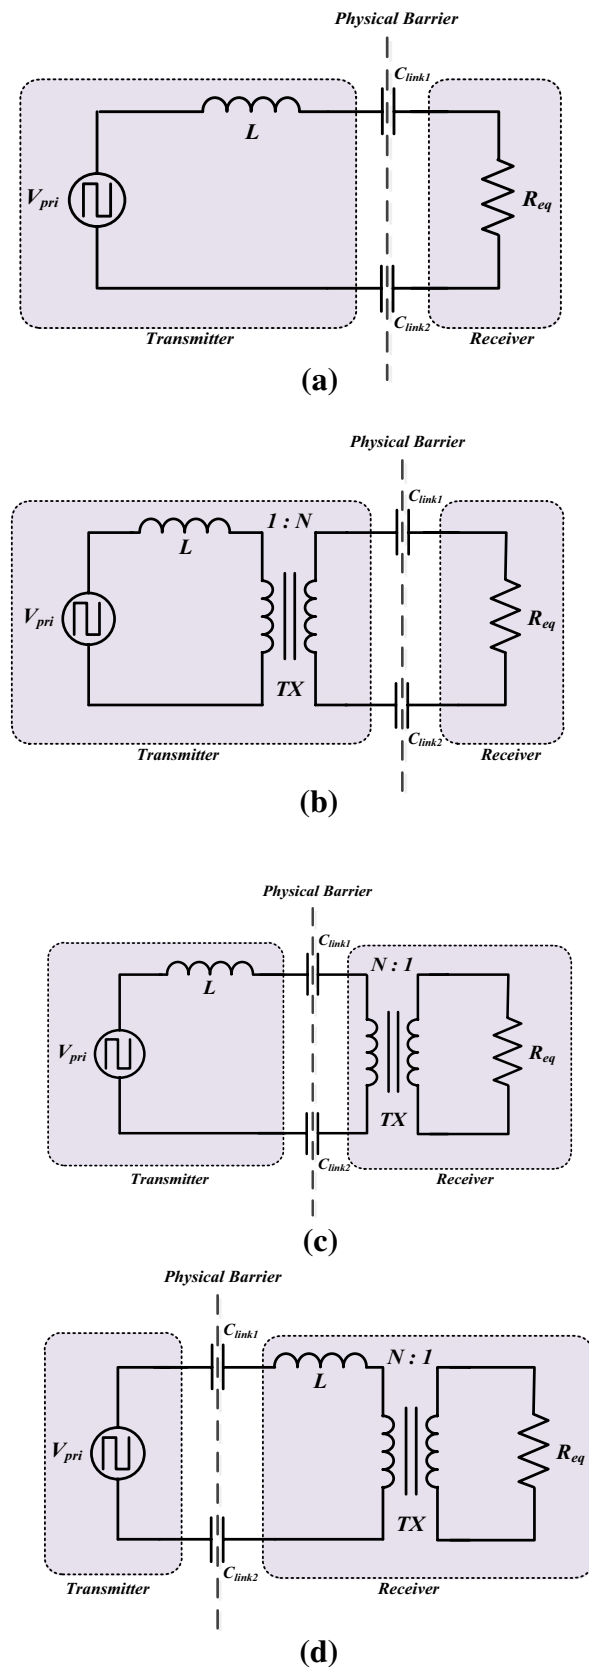 Physical Barrier
C_link1
L
V_pri
R_eq
C_link2
Transmitter
Receiver
(a)
Physical Barrier
C_link1
1 : N
L
V_pri
R_eq
TX
C_link2
Transmitter
Receiver
(b)
Physical Barrier
C_link1
N : 1
L
V_pri
R_eq
TX
C_link2
Transmitter
Receiver
(c)
Physical Barrier
C_link1
N : 1
L
V_pri
R_eq
TX
C_link2
Transmitter
Receiver
(d)